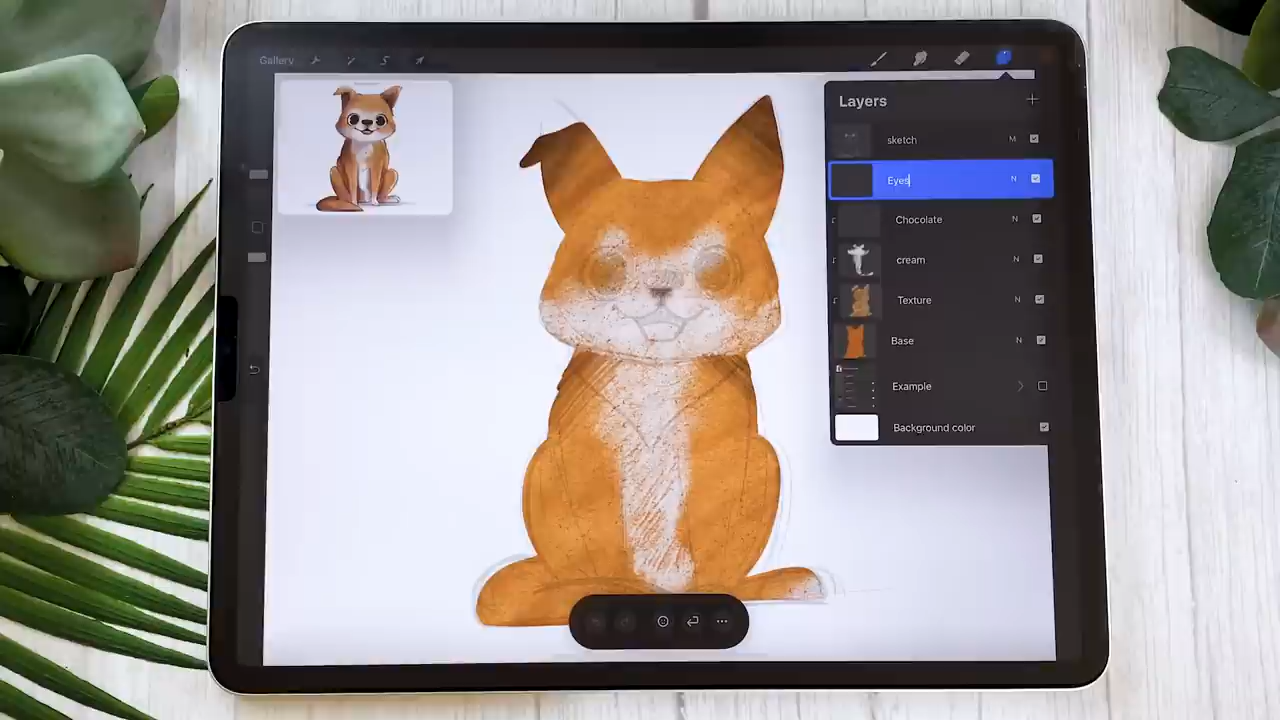 Gallery
Layers
sketch M
Eyes N
Chocolate N
cream N
Texture N
Base N
Example
Background color